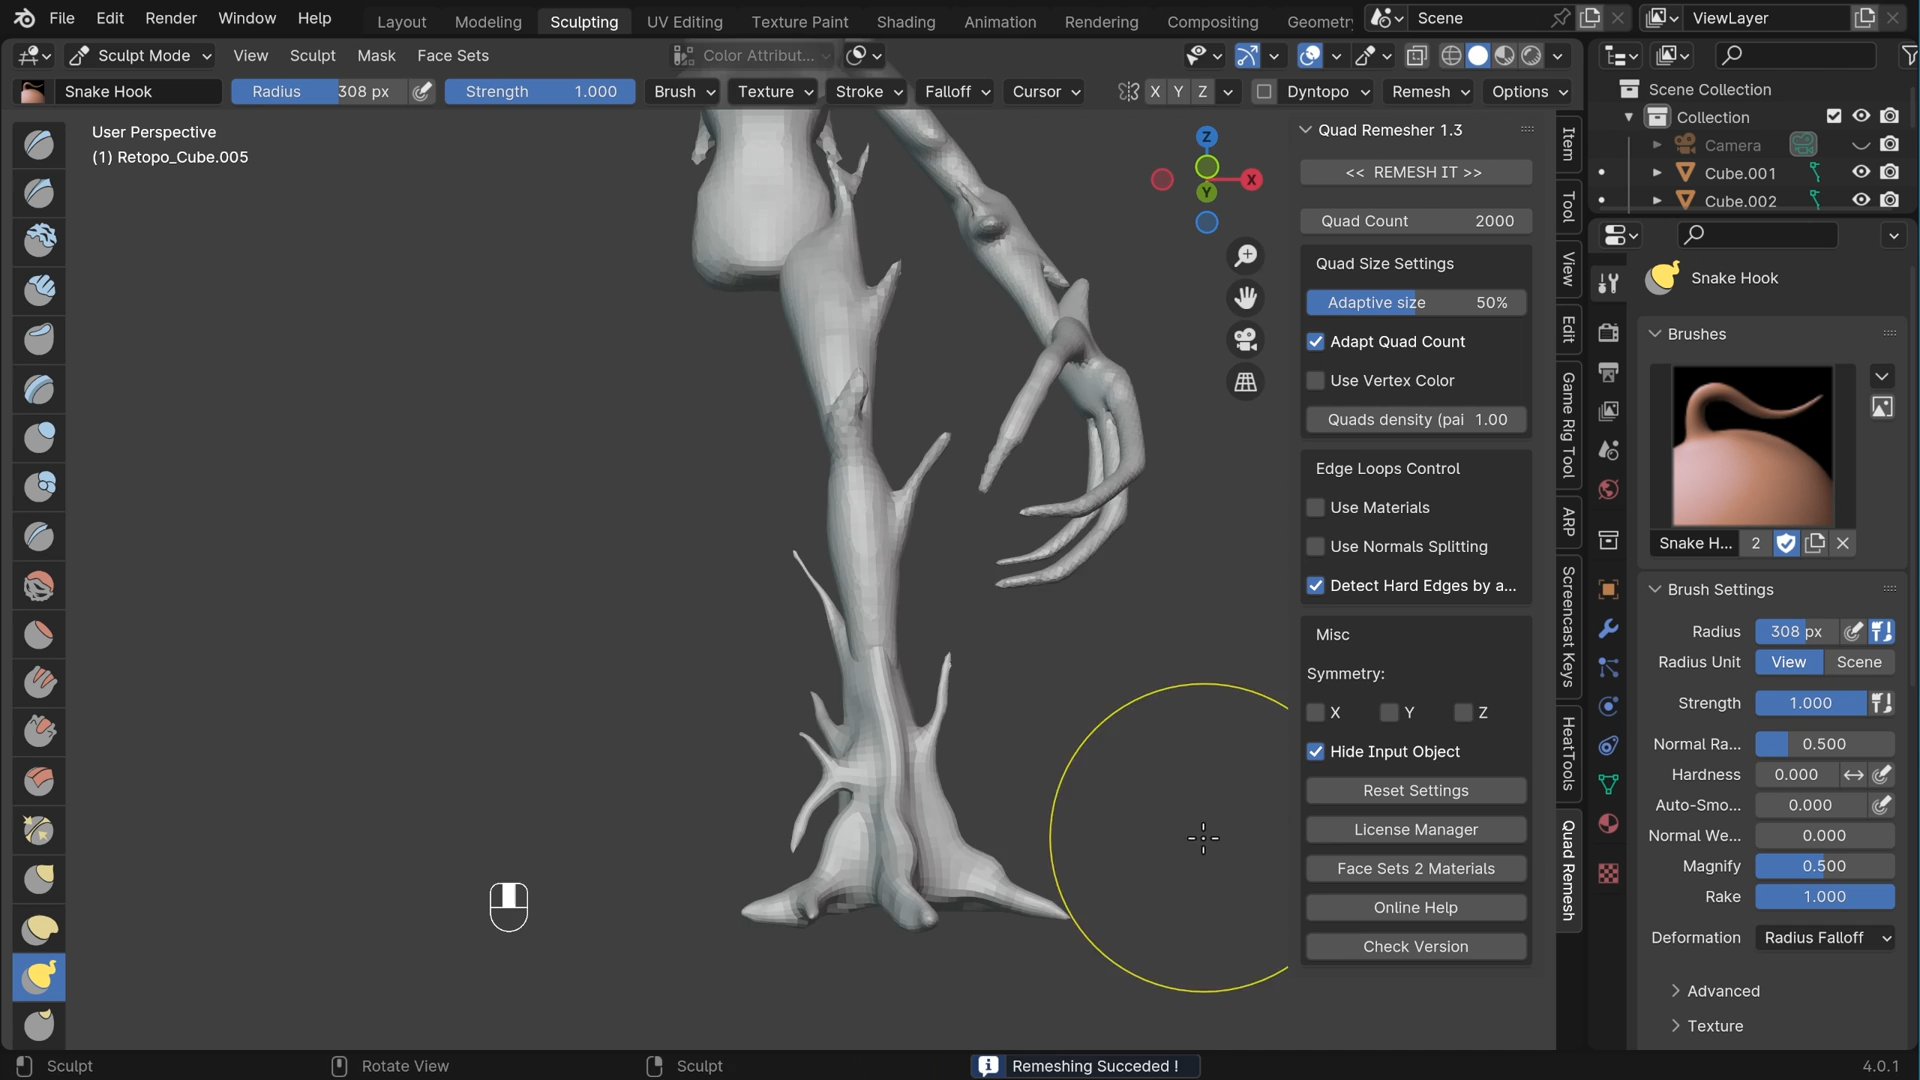 File Edit Render Window Help Layout Modeling Sculpting UV Editing Texture Paint Shading Animation Rendering Compositing Geometry Scene ViewLayer
Sculpt Mode View Sculpt Mask Face Sets Color Attribut...
Snake Hook Radius 308 px Strength 1.000 Brush Texture Stroke Falloff Cursor X Y Z Dyntopo Remesh Options
User Perspective
(1) Retopo_Cube.005
Z
X
Y
Quad Remesher 1.3
<< REMESH IT >>
Quad Count 2000
Quad Size Settings
Adaptive size 50%
Adapt Quad Count
Use Vertex Color
Quads density (pai 1.00
Edge Loops Control
Use Materials
Use Normals Splitting
Detect Hard Edges by a...
Misc
Symmetry:
X Y Z
Hide Input Object
Reset Settings
License Manager
Face Sets 2 Materials
Online Help
Check Version
Item
Tool
View
Edit
Game Rig Tool
ARP
Screencast Keys
HeatTools
Quad Remesh
Scene Collection
Collection
Camera
Cube.001
Cube.002
Snake Hook
Brushes
Snake H... 2
Brush Settings
Radius 308 px
Radius Unit View Scene
Strength 1.000
Normal Ra... 0.500
Hardness 0.000
Auto-Smo... 0.000
Normal We... 0.000
Magnify 0.500
Rake 1.000
Deformation Radius Falloff
Advanced
Texture
Sculpt Rotate View Sculpt Remeshing Succeded ! 4.0.1